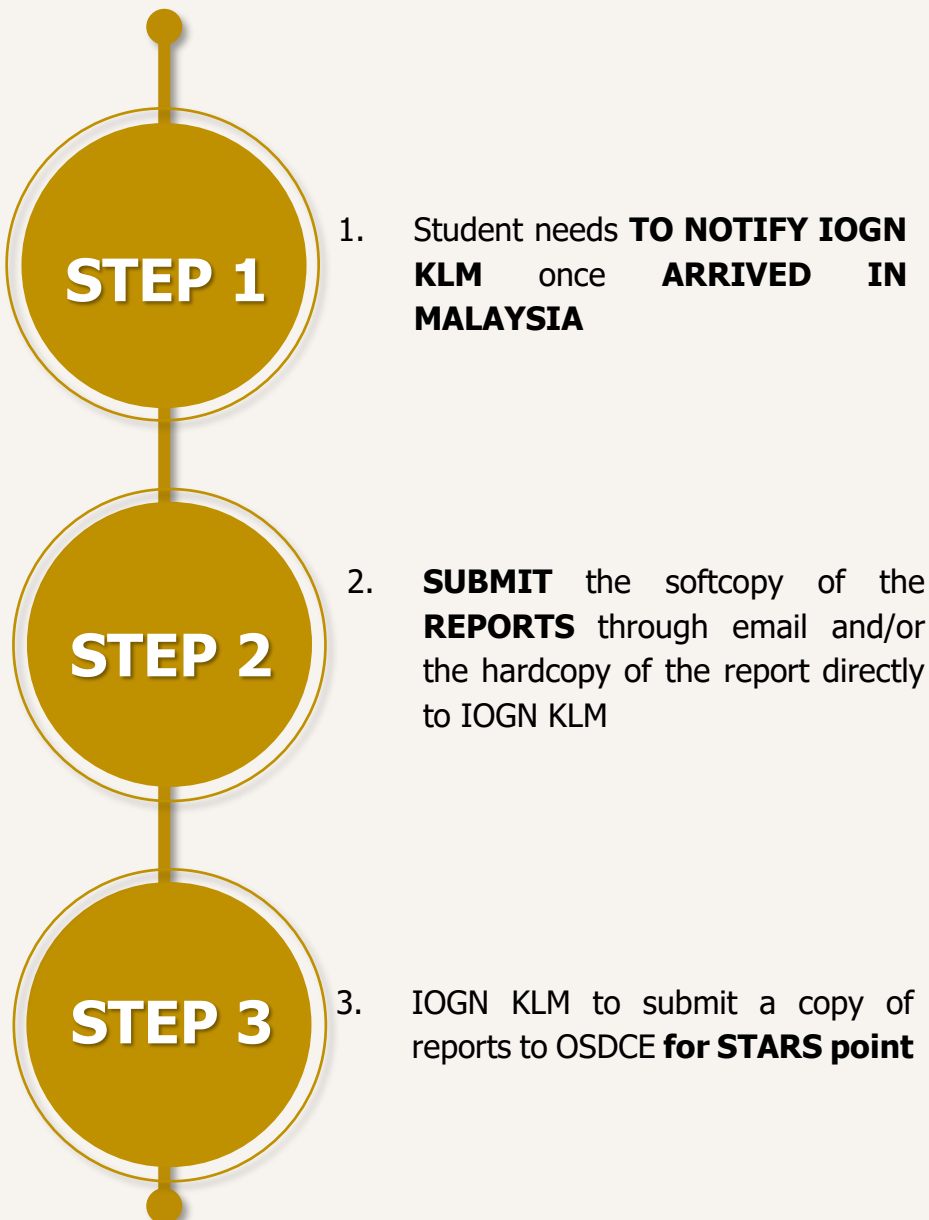 STEP 1
1. Student needs TO NOTIFY IOGN
KLM once ARRIVED IN
MALAYSIA
STEP 2
2. SUBMIT the softcopy of the
REPORTS through email and/or
the hardcopy of the report directly
to IOGN KLM
STEP 3
3. IOGN KLM to submit a copy of
reports to OSDCE for STARS point